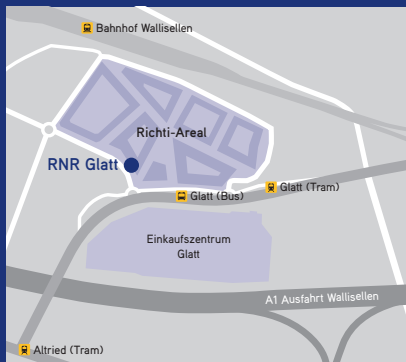 Bahnhof Wallisellen
Richti-Areal
RNR Glatt
Glatt (Tram)
Glatt (Bus)
Einkaufszentrum
Glatt
A1 Ausfahrt Wallisellen
Altried (Tram)